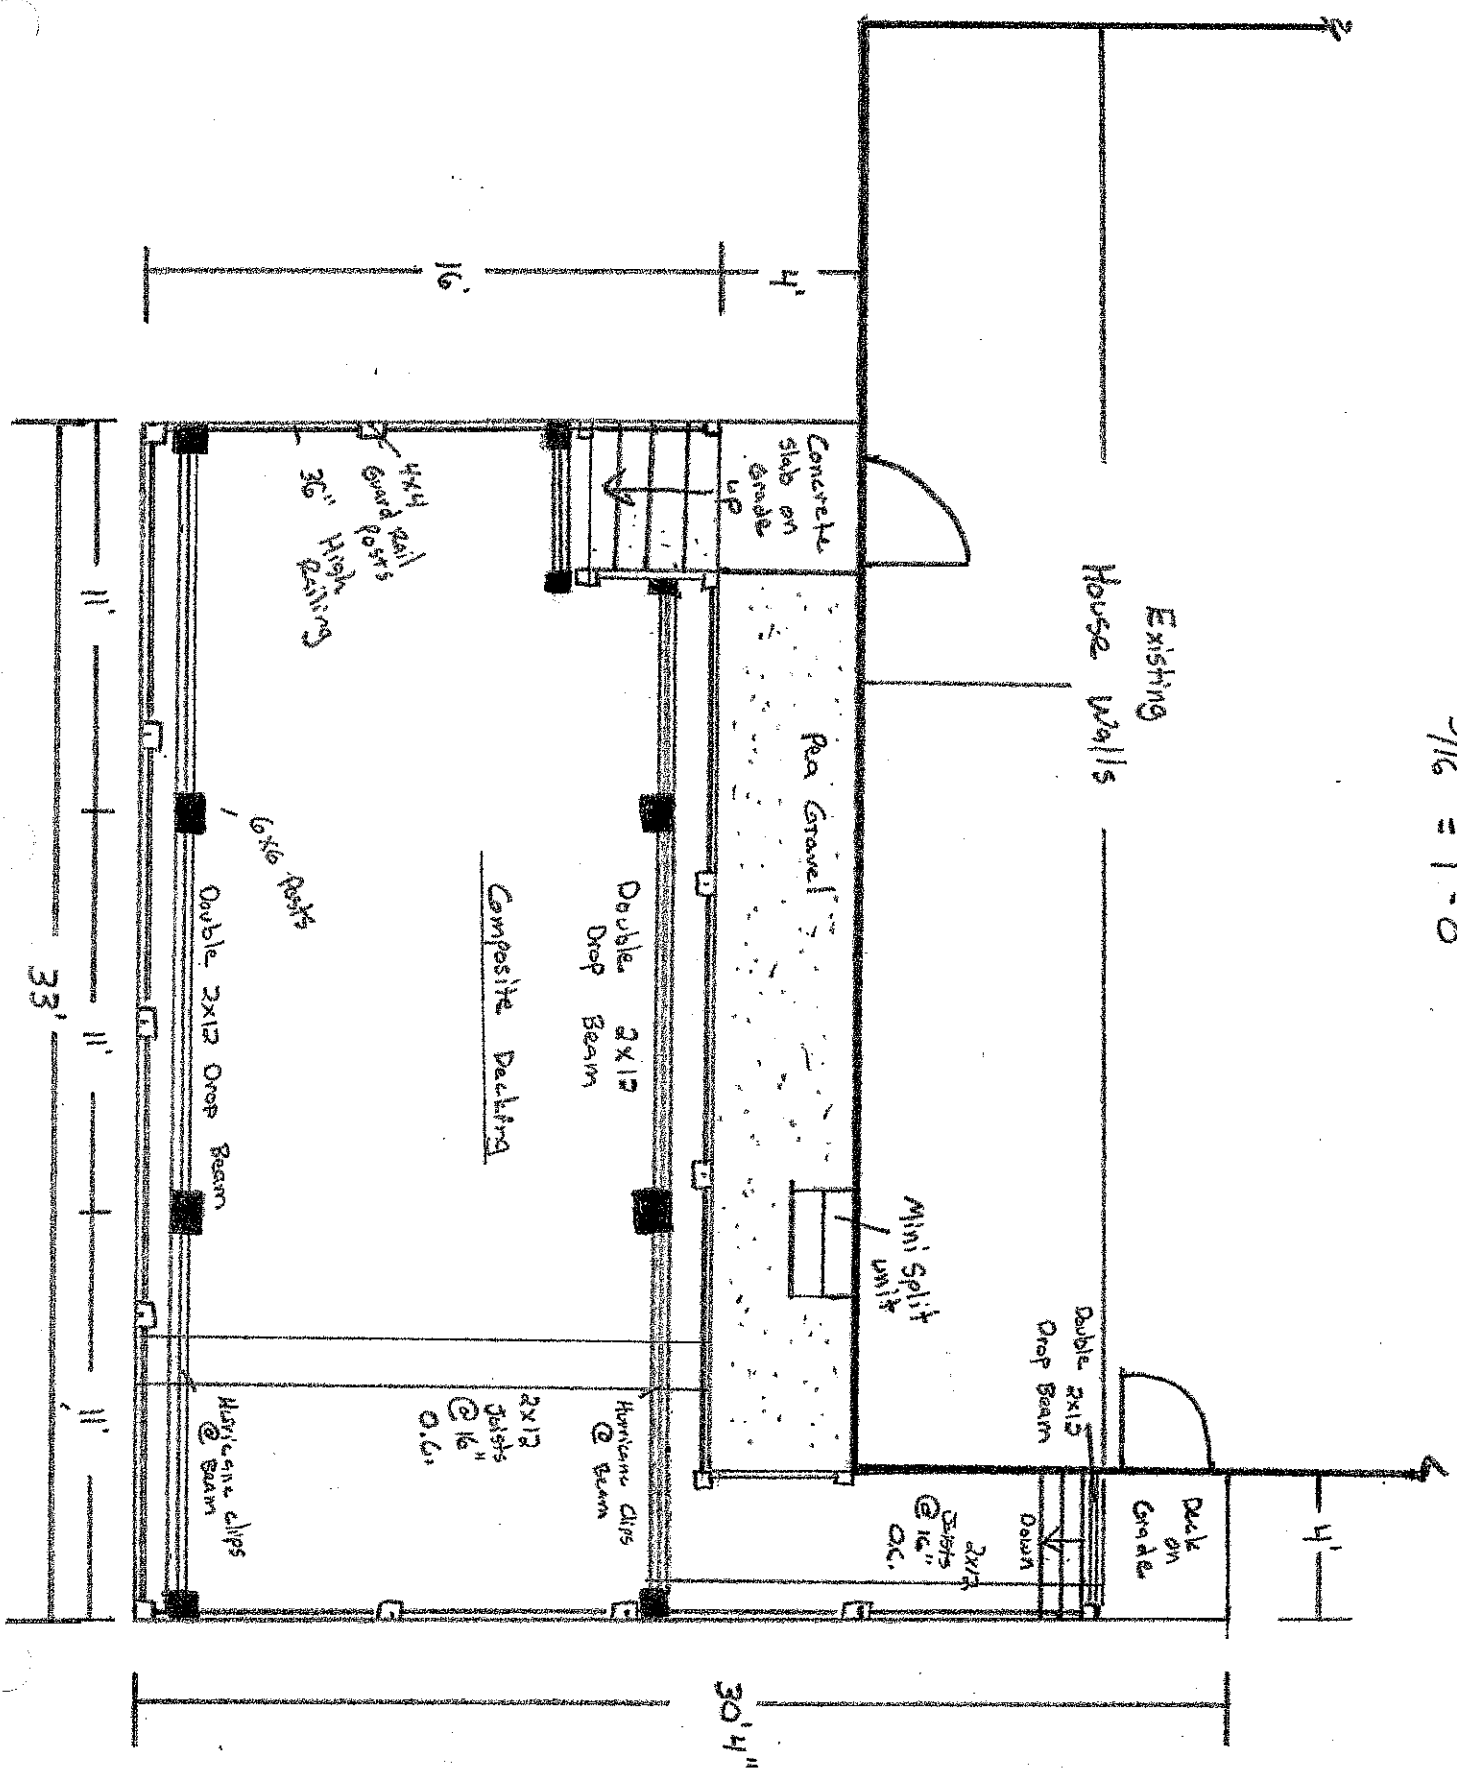 7/16 = 1-0
Existing
House Walls
4'
16'
Concrete
slab on
Grade
up
Pea Gravel
Mini Split
unit
Double 2x12
Drop Beam
Deck
on
Grade
4'
Down
2x12
Joists
@ 16"
O.C.
4x4
Guard Rail
Posts
36" High
Railing
Double 2x12
Drop Beam
Composite Decking
6x6 Posts
Double 2x12 Drop Beam
Hurricane Clips
@ Beam
2x12
Joists
@ 16"
O.C.
Hurricane clips
@ Beam
11'
11'
11'
33'
30'4"